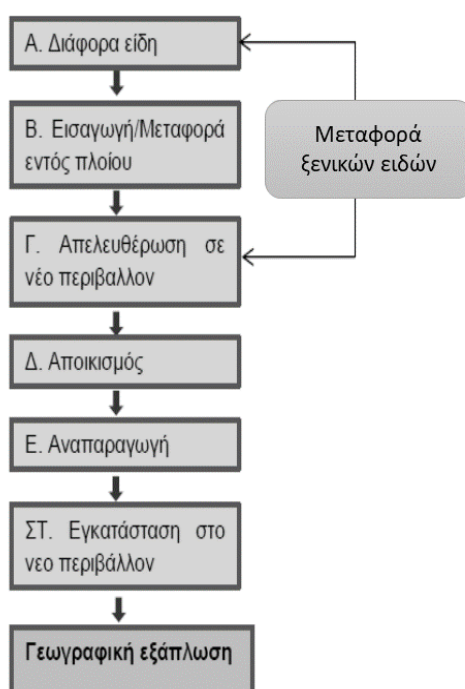 Α. Διάφορα είδη
Β. Εισαγωγή/Μεταφορά
εντός πλοίου
Μεταφορά
ξενικών ειδών
Γ. Απελευθέρωση σε
νέο περιβαλλον
Δ. Αποικισμός
Ε. Αναπαραγωγή
ΣΤ. Εγκατάσταση στο
νεο περιβάλλον
Γεωγραφική εξάπλωση